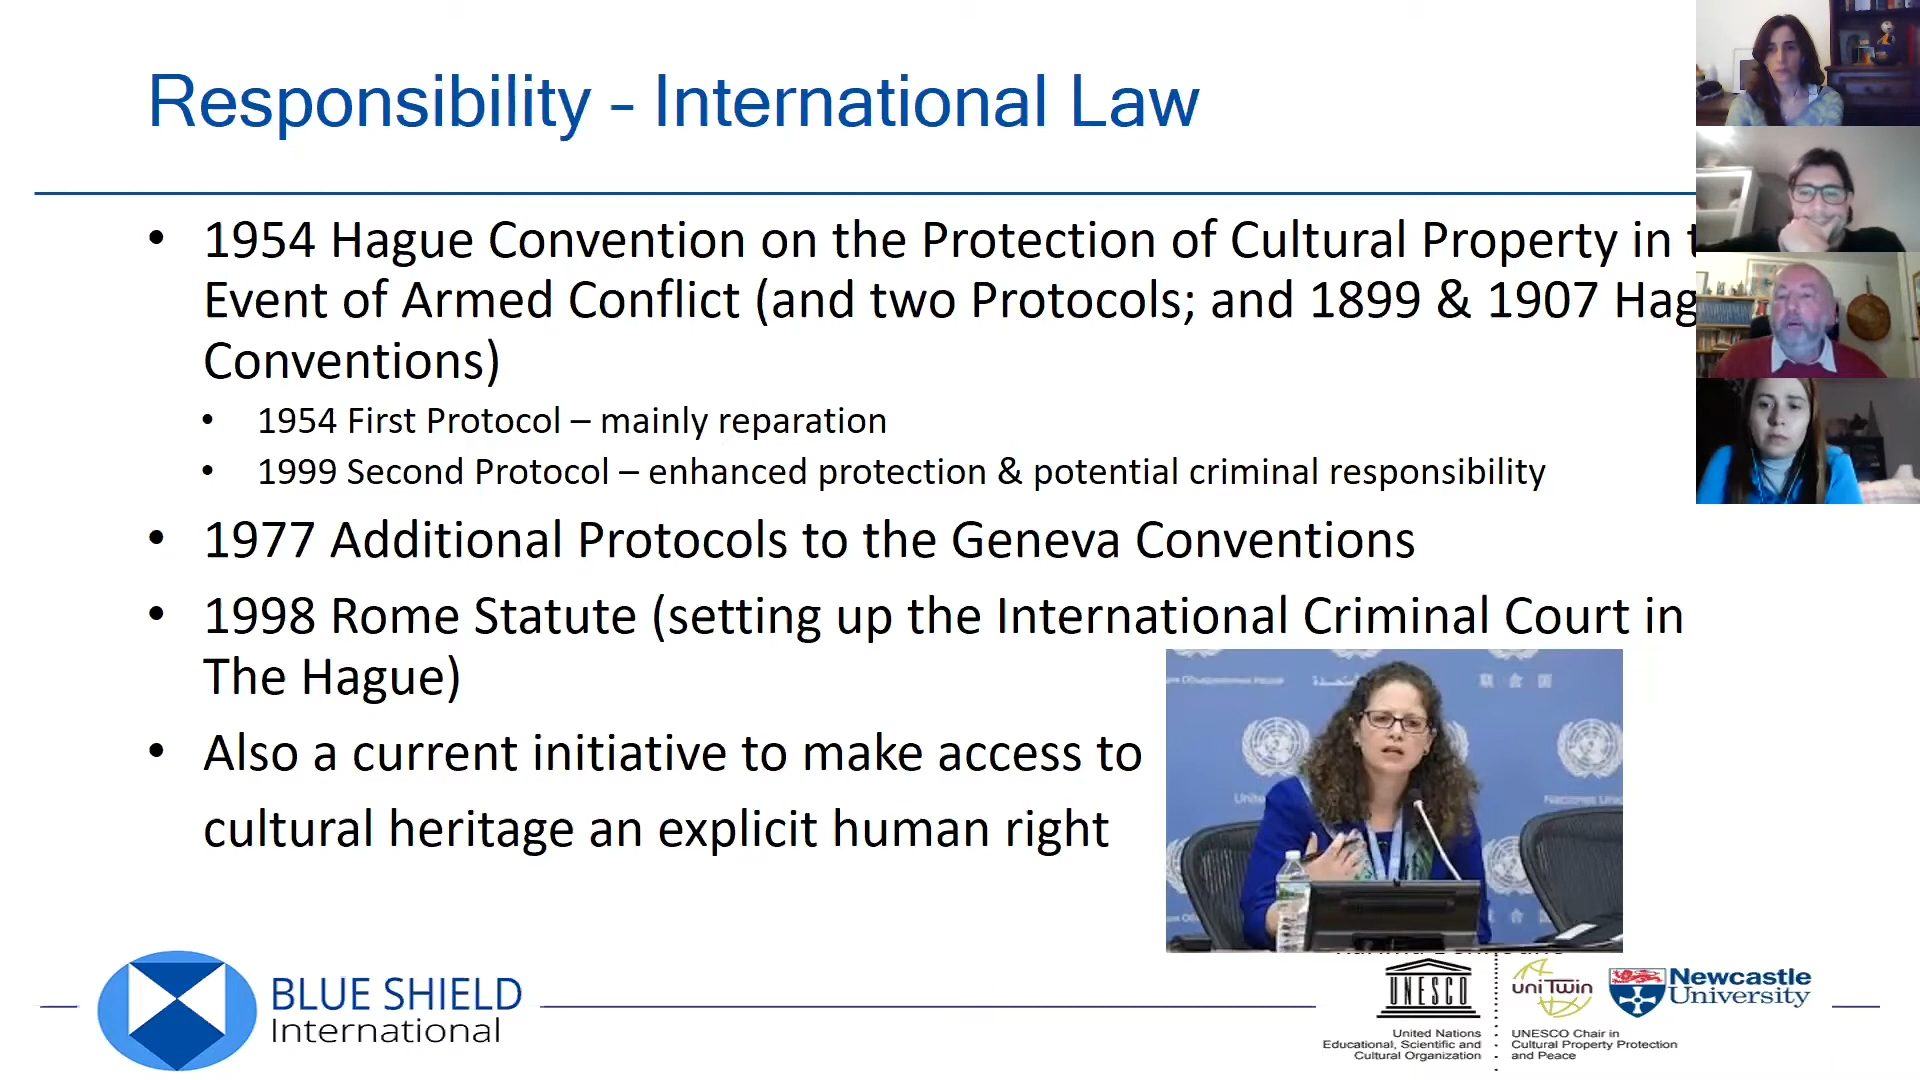 Responsibility – International Law
• 1954 Hague Convention on the Protection of Cultural Property in
Event of Armed Conflict (and two Protocols; and 1899 & 1907 Hag
Conventions)
• 1954 First Protocol – mainly reparation
• 1999 Second Protocol – enhanced protection & potential criminal responsibility
• 1977 Additional Protocols to the Geneva Conventions
• 1998 Rome Statute (setting up the International Criminal Court in
The Hague)
• Also a current initiative to make access to
cultural heritage an explicit human right
BLUE SHIELD
International
UNESCO
United Nations
Educational, Scientific and
Cultural Organization
uniTwin
UNESCO Chair in
Cultural Property Protection
and Peace
Newcastle
University